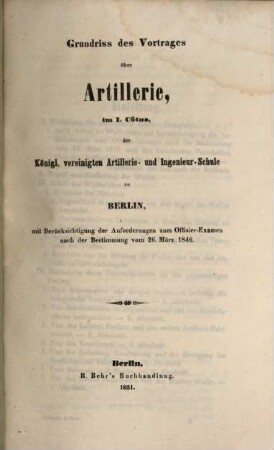 Grundriss des Vortrages
über
Artillerie,
im I. Cötus,
der
Königl. vereinigten Artillerie- und Ingenieur-Schule
zu
BERLIN,
mit Berücksichtigung der Anforderungen zum Offizier-Examen
nach der Bestimmung vom 26. März 1846.
Berlin,
B. Behr's Buchhandlung.
1851.